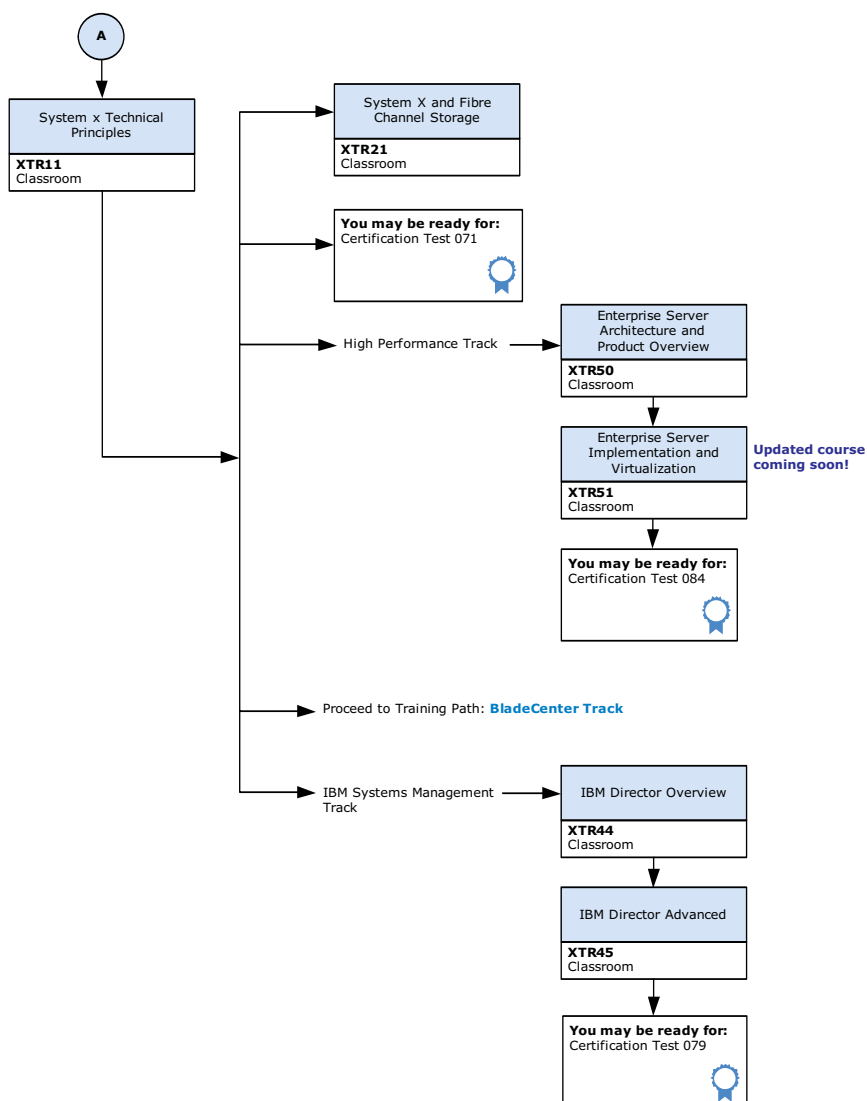 A
System x Technical
Principles
XTR11
Classroom
System X and Fibre
Channel Storage
XTR21
Classroom
You may be ready for:
Certification Test 071
High Performance Track
Enterprise Server
Architecture and
Product Overview
XTR50
Classroom
Enterprise Server
Implementation and
Virtualization
XTR51
Classroom
Updated course
coming soon!
You may be ready for:
Certification Test 084
Proceed to Training Path: BladeCenter Track
IBM Systems Management
Track
IBM Director Overview
XTR44
Classroom
IBM Director Advanced
XTR45
Classroom
You may be ready for:
Certification Test 079